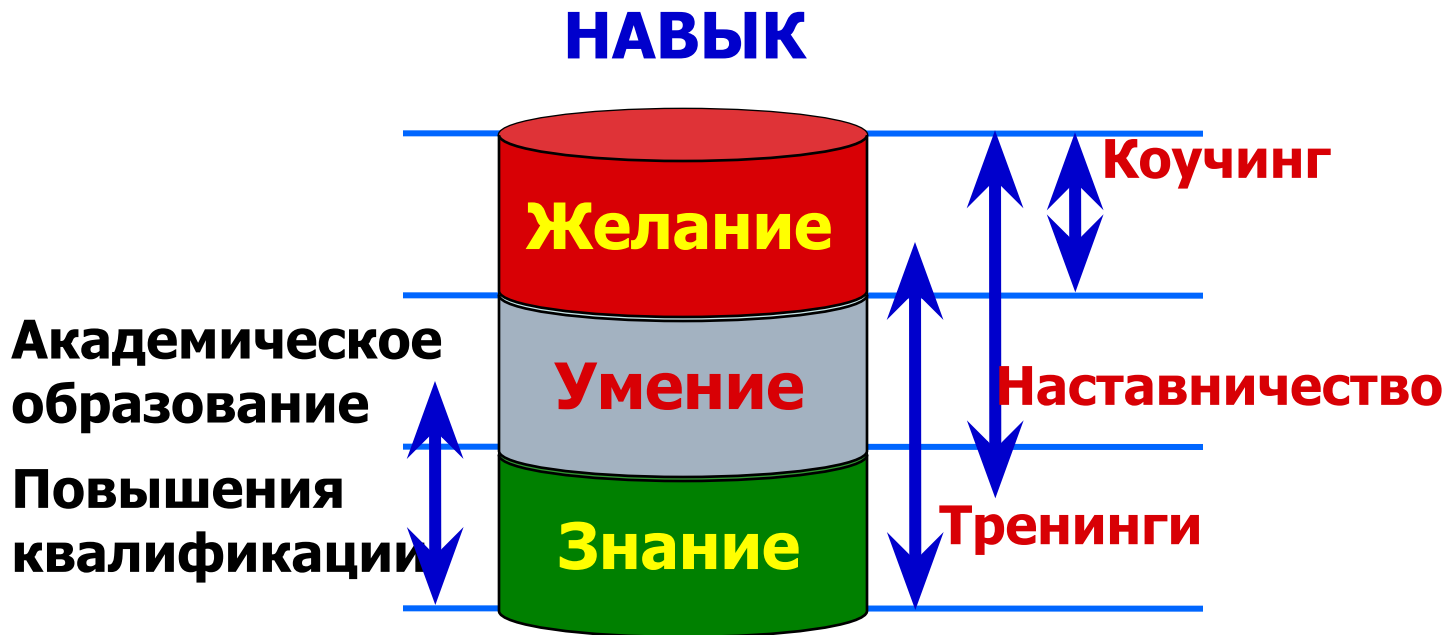 НАВЫК
Коучинг
Желание
Академическое
образование
Умение
Наставничество
Повышения
квалификации
Знание
Тренинги